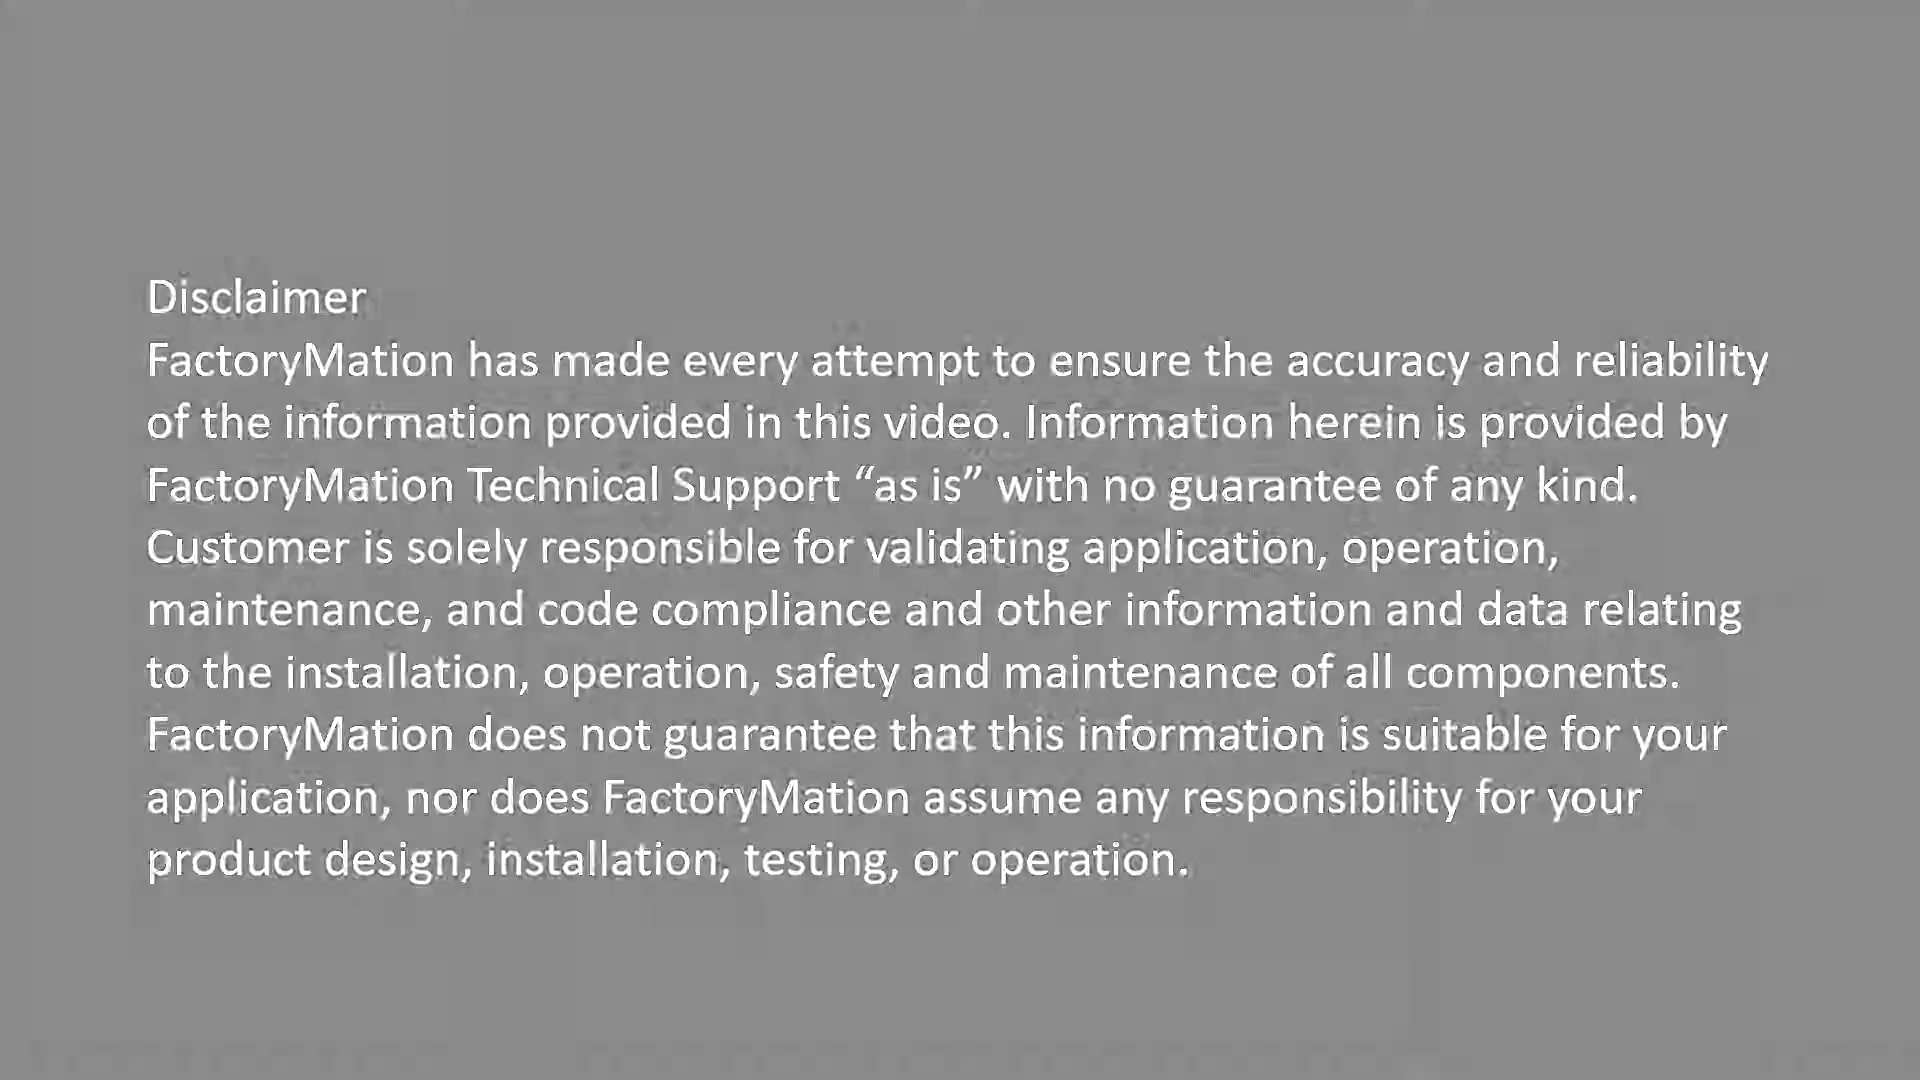 Disclaimer
FactoryMation has made every attempt to ensure the accuracy and reliability
of the information provided in this video. Information herein is provided by
FactoryMation Technical Support “as is” with no guarantee of any kind.
Customer is solely responsible for validating application, operation,
maintenance, and code compliance and other information and data relating
to the installation, operation, safety and maintenance of all components.
FactoryMation does not guarantee that this information is suitable for your
application, nor does FactoryMation assume any responsibility for your
product design, installation, testing, or operation.